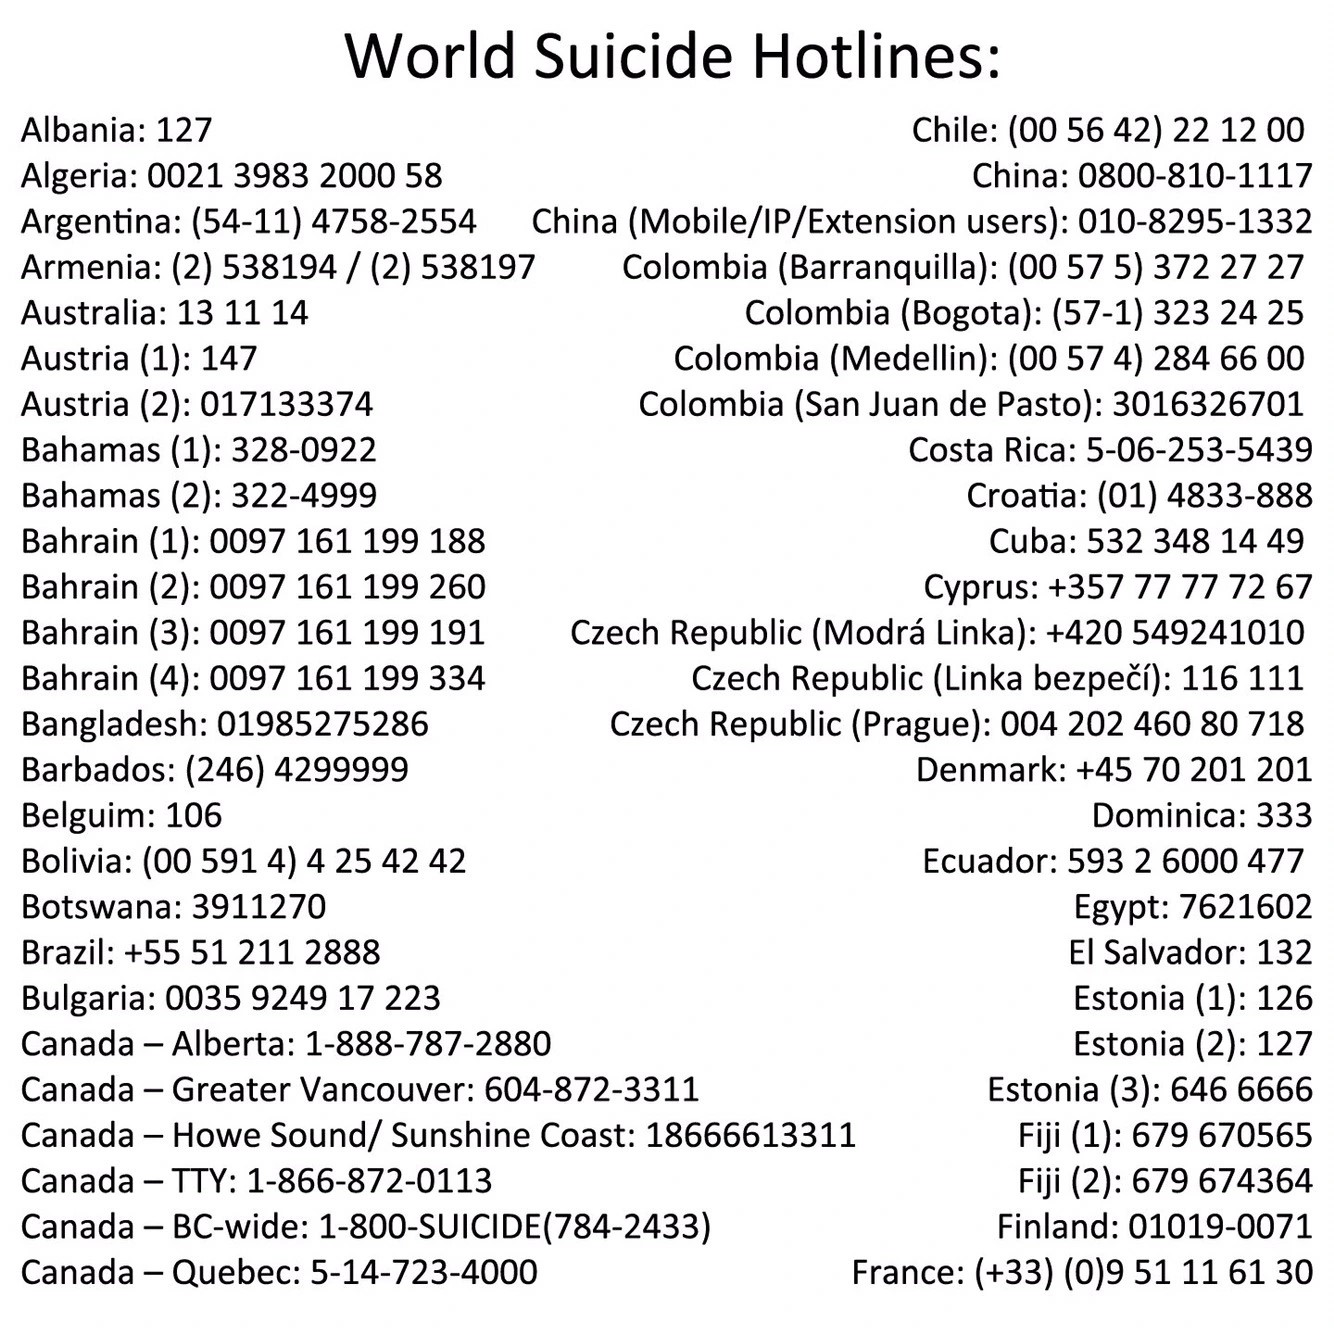 World Suicide Hotlines:
Albania: 127
Algeria: 0021 3983 2000 58
Argentina: (54-11) 4758-2554
Armenia: (2) 538194 / (2) 538197
Australia: 13 11 14
Austria (1): 147
Austria (2): 017133374
Bahamas (1): 328-0922
Bahamas (2): 322-4999
Bahrain (1): 0097 161 199 188
Bahrain (2): 0097 161 199 260
Bahrain (3): 0097 161 199 191
Bahrain (4): 0097 161 199 334
Bangladesh: 01985275286
Barbados: (246) 4299999
Belguim: 106
Bolivia: (00 591 4) 4 25 42 42
Botswana: 3911270
Brazil: +55 51 211 2888
Bulgaria: 0035 9249 17 223
Canada – Alberta: 1-888-787-2880
Canada – Greater Vancouver: 604-872-3311
Canada – Howe Sound/ Sunshine Coast: 18666613311
Canada – TTY: 1-866-872-0113
Canada – BC-wide: 1-800-SUICIDE(784-2433)
Canada – Quebec: 5-14-723-4000
Chile: (00 56 42) 22 12 00
China: 0800-810-1117
China (Mobile/IP/Extension users): 010-8295-1332
Colombia (Barranquilla): (00 57 5) 372 27 27
Colombia (Bogota): (57-1) 323 24 25
Colombia (Medellin): (00 57 4) 284 66 00
Colombia (San Juan de Pasto): 3016326701
Costa Rica: 5-06-253-5439
Croatia: (01) 4833-888
Cuba: 532 348 14 49
Cyprus: +357 77 77 72 67
Czech Republic (Modrá Linka): +420 549241010
Czech Republic (Linka bezpečí): 116 111
Czech Republic (Prague): 004 202 460 80 718
Denmark: +45 70 201 201
Dominica: 333
Ecuador: 593 2 6000 477
Egypt: 7621602
El Salvador: 132
Estonia (1): 126
Estonia (2): 127
Estonia (3): 646 6666
Fiji (1): 679 670565
Fiji (2): 679 674364
Finland: 01019-0071
France: (+33) (0)9 51 11 61 30